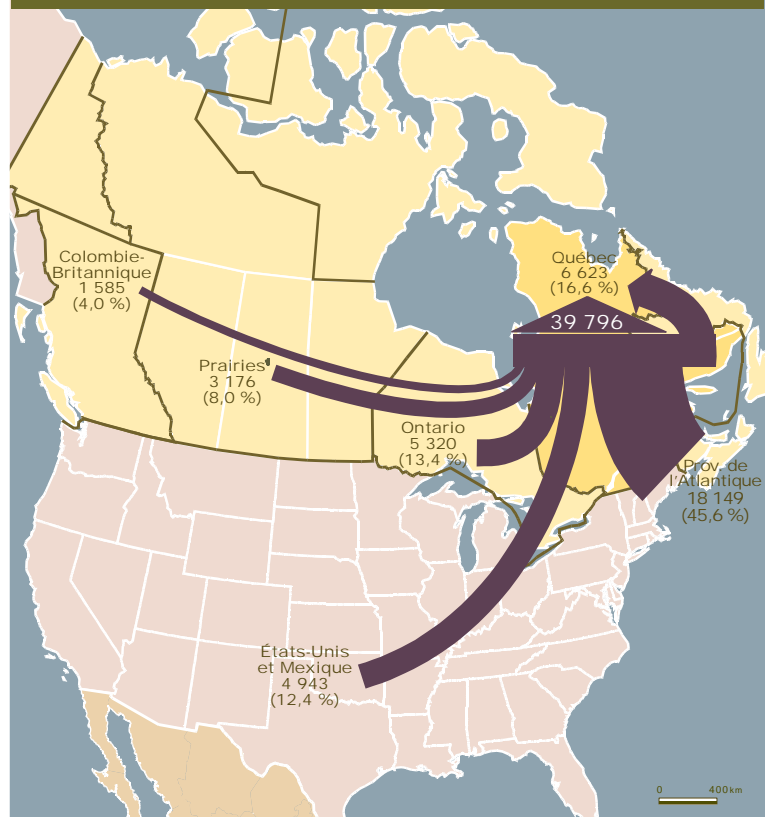 Québec
6 623
(16,6 %)
Colombie-
Britannique
1 585
(4,0 %)
39 796
Prairies
3 176
(8,0 %)
Ontario
5 320
(13,4 %)
Prov. de
l'Atlantique
18 149
(45,6 %)
États-Unis
et Mexique
4 943
(12,4 %)
0 400km